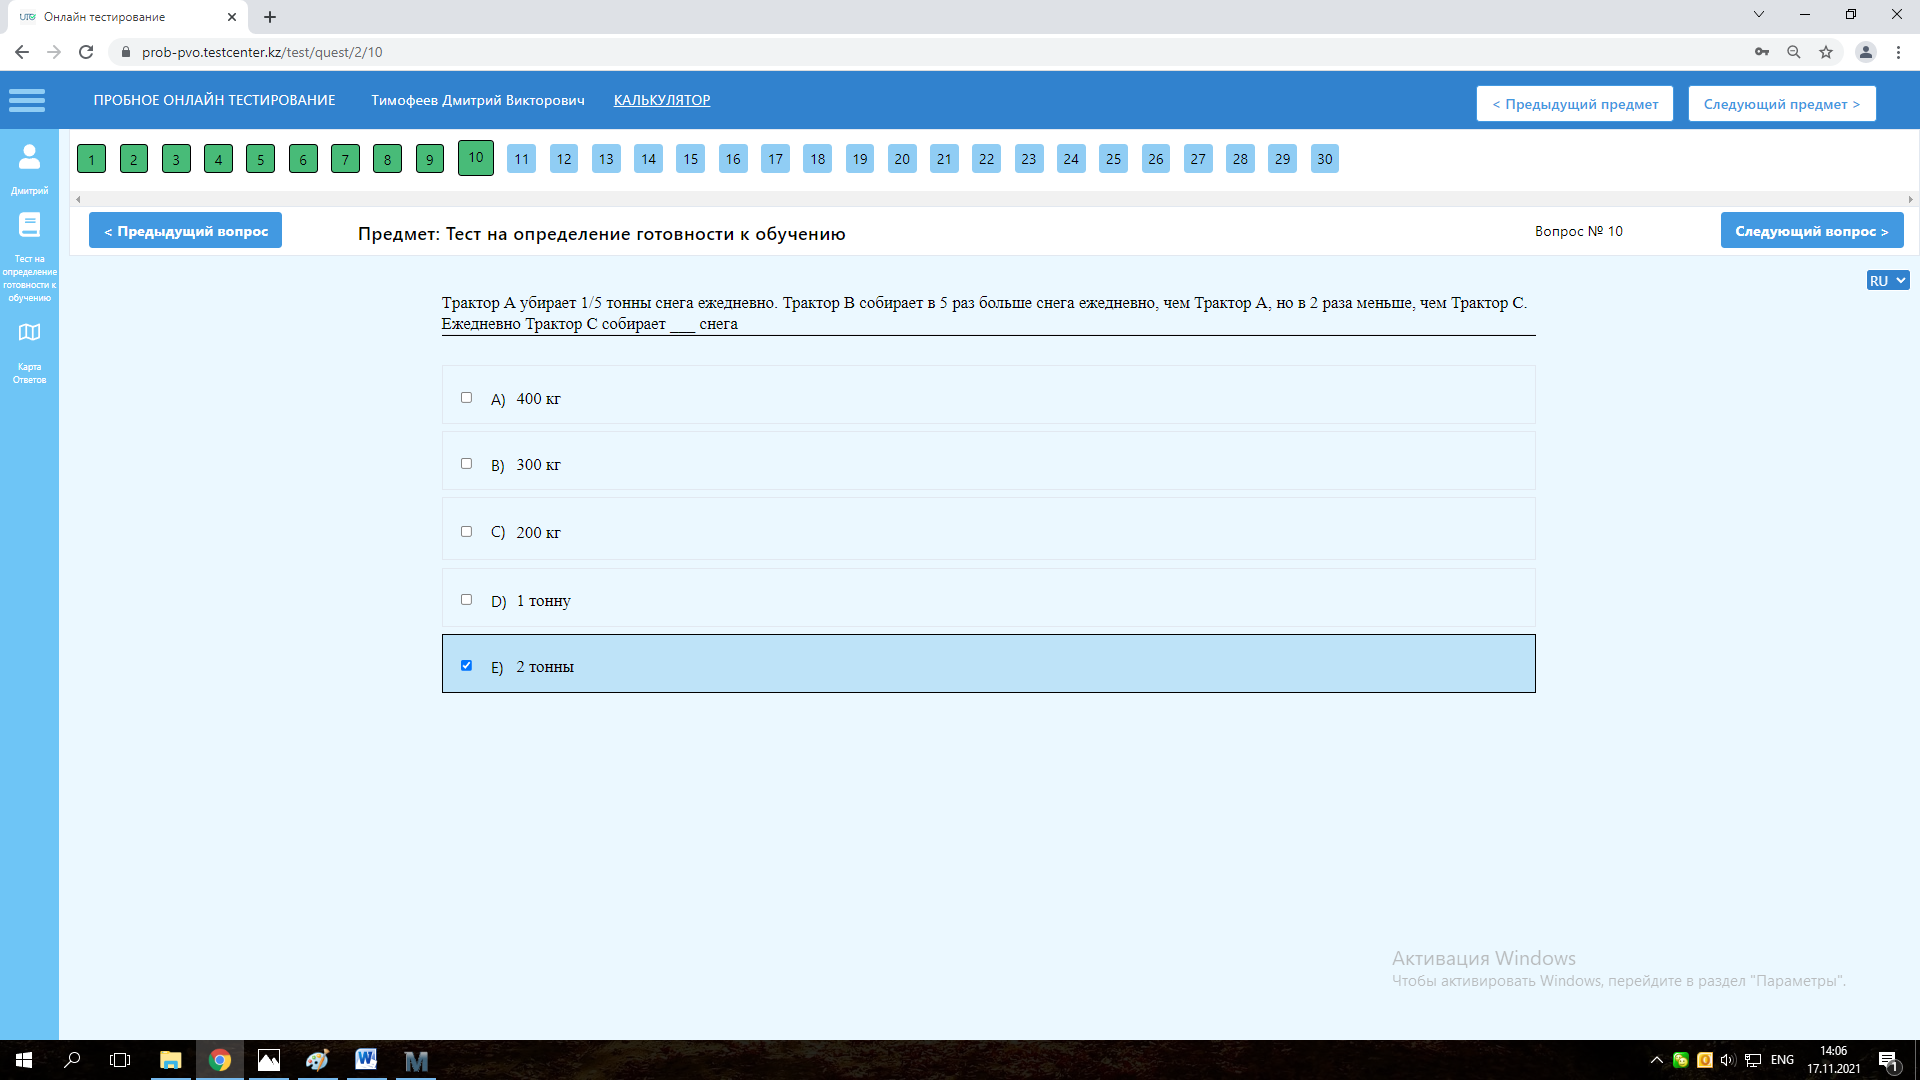 Онлайн тестирование
prob-pvo.testcenter.kz/test/quest/2/10
ПРОБНОЕ ОНЛАЙН ТЕСТИРОВАНИЕ Тимофеев Дмитрий Викторович КАЛЬКУЛЯТОР < Предыдущий предмет Следующий предмет >
1 2 3 4 5 6 7 8 9 10 11 12 13 14 15 16 17 18 19 20 21 22 23 24 25 26 27 28 29 30
Дмитрий
Тест на
определение
готовности к
обучению
Карта
Ответов
< Предыдущий вопрос Предмет: Тест на определение готовности к обучению Вопрос № 10 Следующий вопрос >
RU
Трактор А убирает 1/5 тонны снега ежедневно. Трактор В собирает в 5 раз больше снега ежедневно, чем Трактор А, но в 2 раза меньше, чем Трактор С.
Ежедневно Трактор С собирает ___ снега
A) 400 кг
B) 300 кг
C) 200 кг
D) 1 тонну
E) 2 тонны
Активация Windows
Чтобы активировать Windows, перейдите в раздел "Параметры".
ENG
14:06
17.11.2021
1